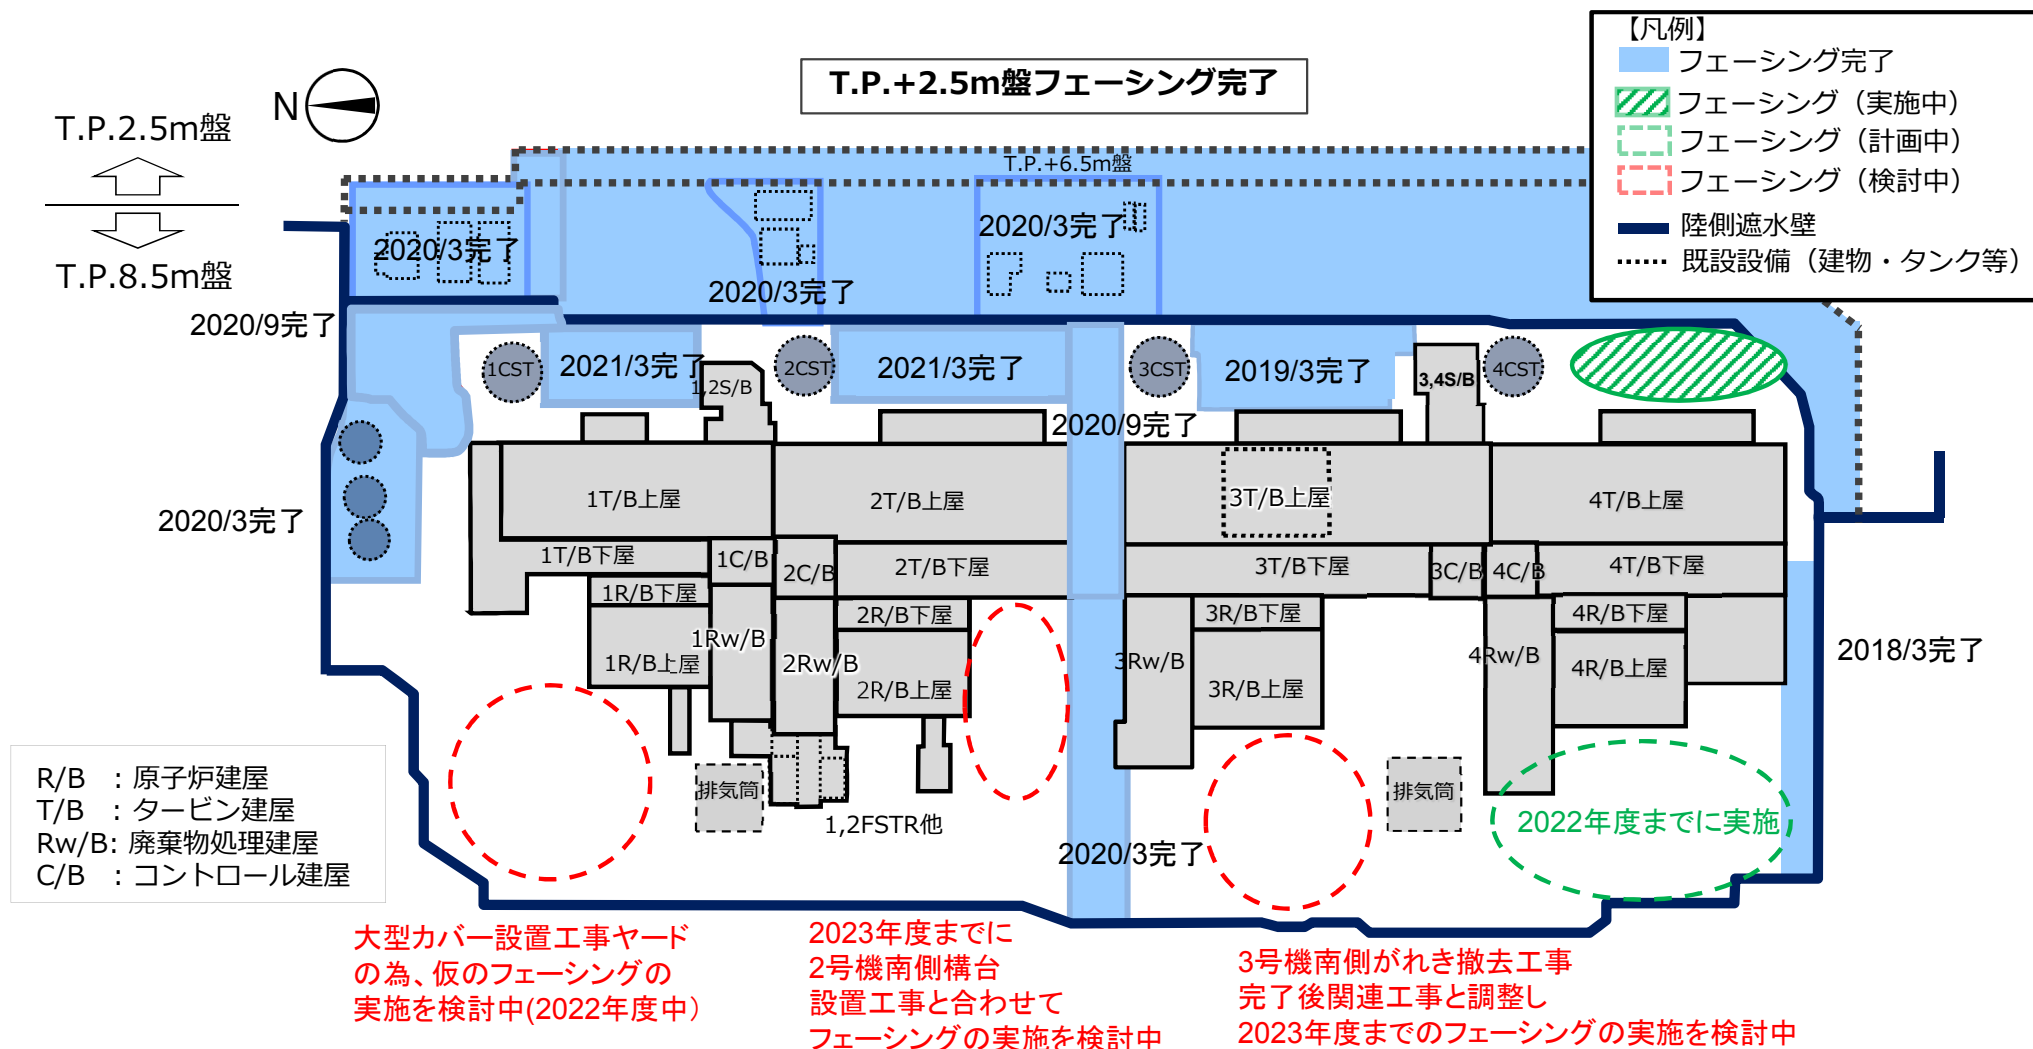 【凡例】
フェーシング完了
フェーシング（実施中）
フェーシング（計画中）
フェーシング（検討中）
陸側遮水壁
既設設備（建物・タンク等）
T.P.+2.5m盤フェーシング完了
N
T.P.2.5m盤
T.P.8.5m盤
T.P.+6.5m盤
2020/3完了
2020/3完了
2020/3完了
2020/9完了
1CST
2021/3完了
1,2S/B
2CST
2021/3完了
3CST
2019/3完了
3,4S/B
4CST
2020/9完了
2020/3完了
1T/B上屋
2T/B上屋
3T/B上屋
4T/B上屋
1T/B下屋
1C/B
2C/B
2T/B下屋
3T/B下屋
3C/B
4C/B
4T/B下屋
1R/B下屋
2R/B下屋
3R/B下屋
4R/B下屋
1Rw/B
2Rw/B
3Rw/B
4Rw/B
2018/3完了
1R/B上屋
2R/B上屋
3R/B上屋
4R/B上屋
排気筒
排気筒
1,2FSTR他
2022年度までに実施
2020/3完了
R/B ：原子炉建屋
T/B ：タービン建屋
Rw/B：廃棄物処理建屋
C/B ：コントロール建屋
大型カバー設置工事ヤード
の為、仮のフェーシングの
実施を検討中(2022年度中）
2023年度までに
2号機南側構台
設置工事と合わせて
フェーシングの実施を検討中
3号機南側がれき撤去工事
完了後関連工事と調整し
2023年度までのフェーシングの実施を検討中